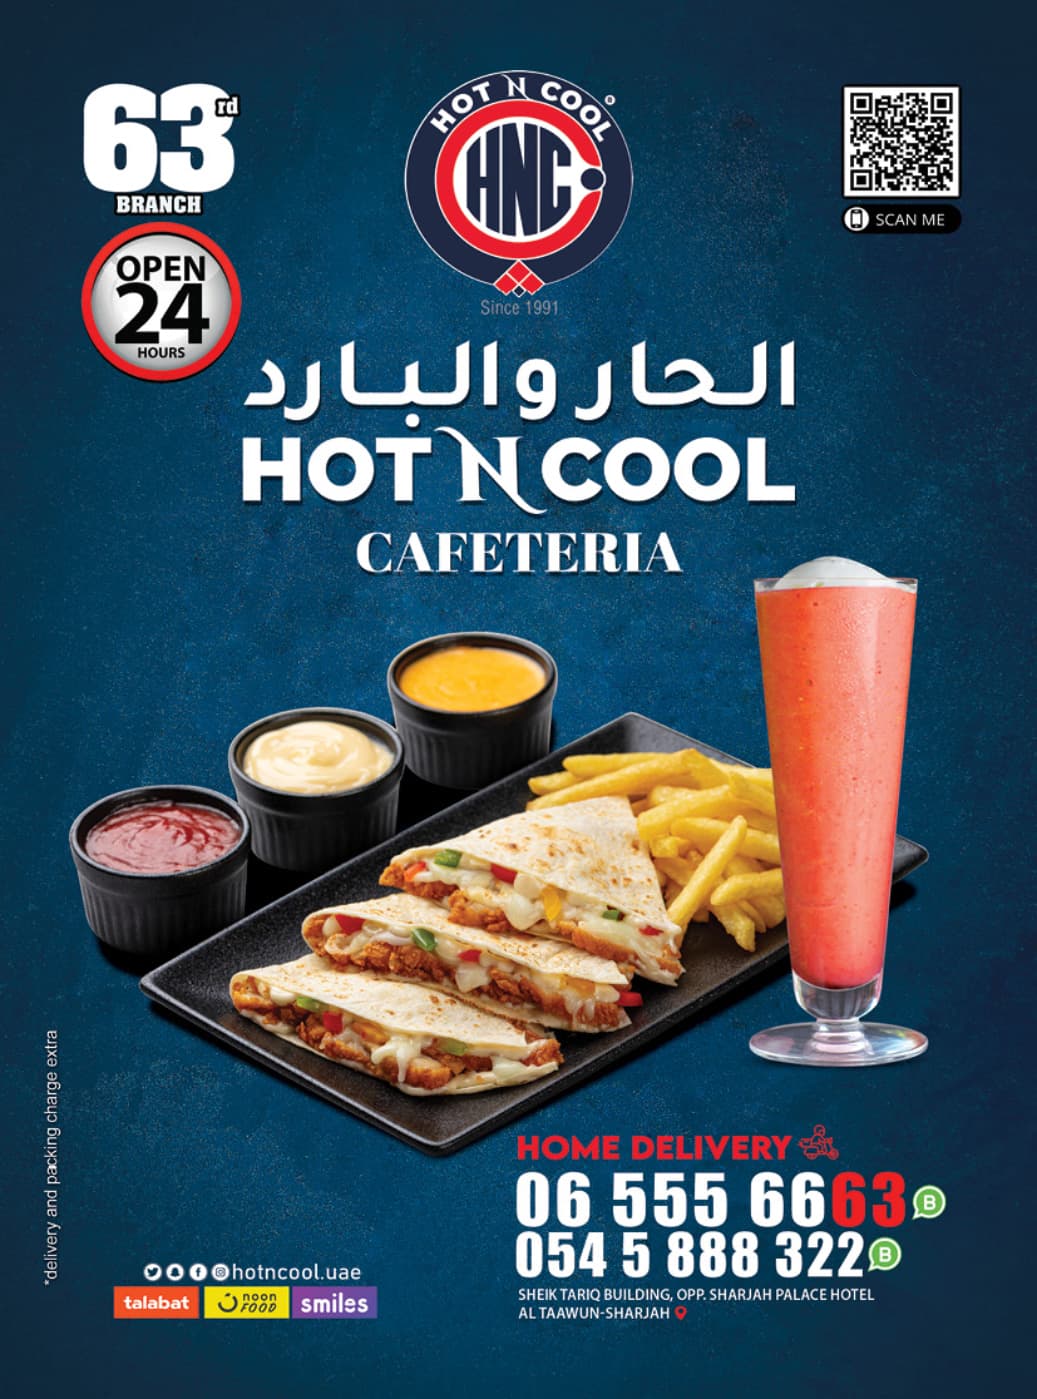 63rd
BRANCH
OPEN
24
HOURS
HOT N COOL®
HNC
Since 1991
SCAN ME
الحار والبارد
HOT N COOL
CAFETERIA
*delivery and packing charge extra
HOME DELIVERY
06 555 6663
B
054 5 888 322
B
SHEIK TARIQ BUILDING, OPP. SHARJAH PALACE HOTEL
AL TAAWUN-SHARJAH
@hotncool.uae
talabat
noon
FOOD
smiles